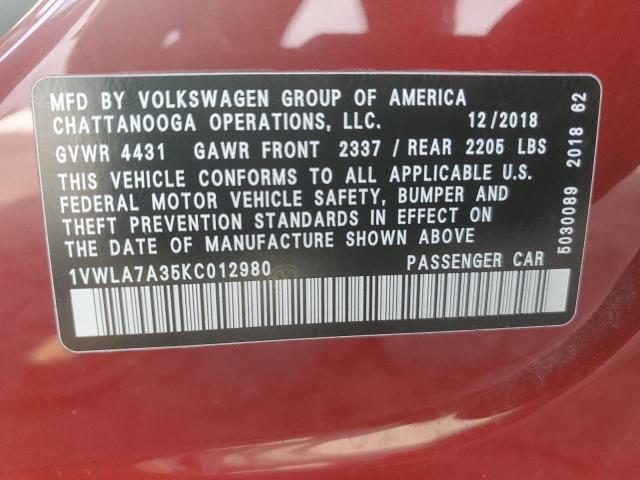 MFD BY VOLKSWAGEN GROUP OF AMERICA
CHATTANOOGA OPERATIONS, LLC. 12/2018
GVWR 4431 GAWR FRONT 2337 / REAR 2205 LBS
THIS VEHICLE CONFORMS TO ALL APPLICABLE U.S.
FEDERAL MOTOR VEHICLE SAFETY, BUMPER AND
THEFT PREVENTION STANDARDS IN EFFECT ON
THE DATE OF MANUFACTURE SHOWN ABOVE
1VWLA7A35KC012980 PASSENGER CAR
5030089 2018 62